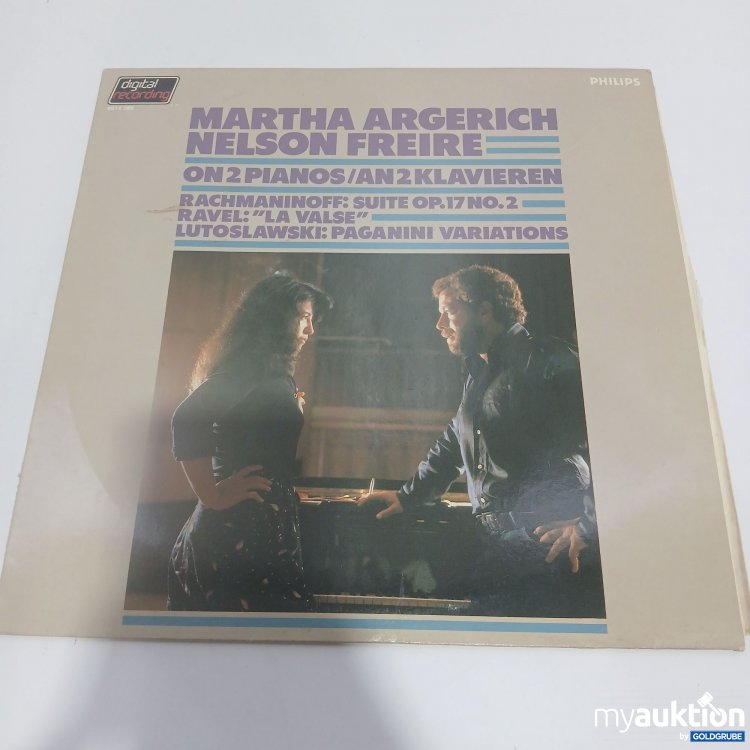 digital
recording
PHILIPS
MARTHA ARGERICH
NELSON FREIRE
ON 2 PIANOS/AN 2 KLAVIEREN
RACHMANINOFF: SUITE OP.17 NO.2
RAVEL: "LA VALSE"
LUTOSLAWSKI: PAGANINI VARIATIONS
myauktion
by GOLDGRUBE